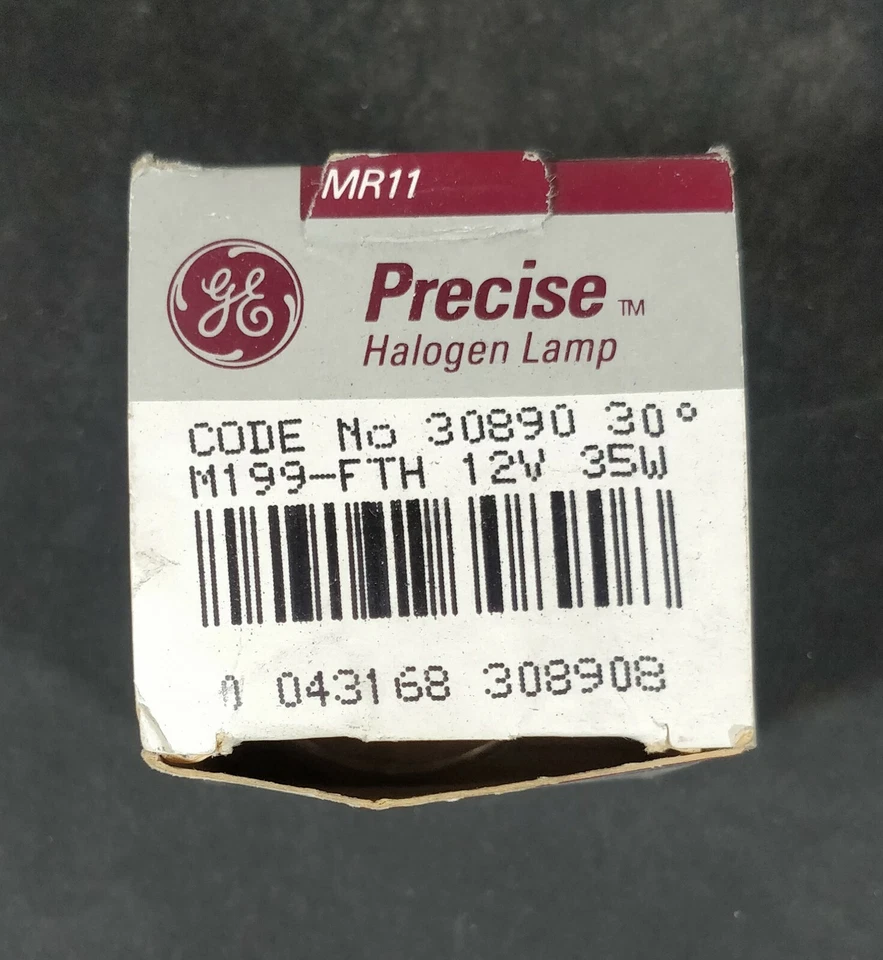 MR11
GE
Precise™
Halogen Lamp
CODE No 30890 30°
M199-FTH 12V 35W
0 043168 308908